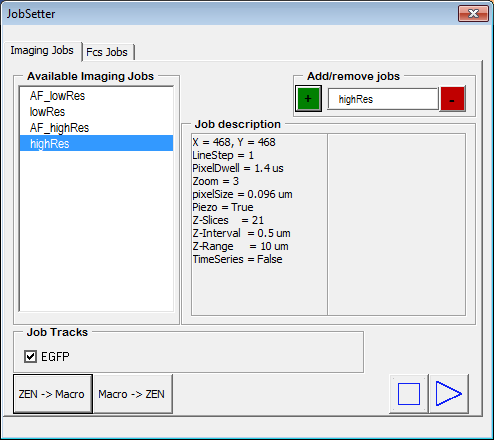 JobSetter
Imaging Jobs
Fcs Jobs
Available Imaging Jobs
AF_lowRes
lowRes
AF_highRes
highRes
Add/remove jobs
+
highRes
-
Job description
X = 468, Y = 468
LineStep = 1
PixelDwell = 1.4 us
Zoom = 3
pixelSize = 0.096 um
Piezo = True
Z-Slices = 21
Z-Interval = 0.5 um
Z-Range = 10 um
TimeSeries = False
Job Tracks
EGFP
ZEN -> Macro
Macro -> ZEN